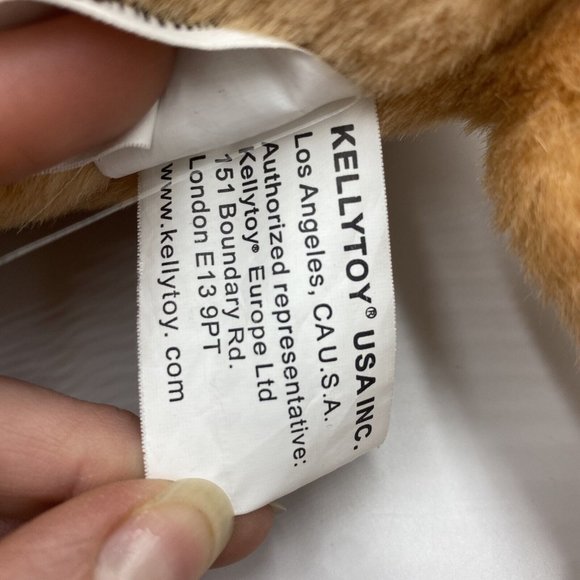 KELLYTOY® USA INC.
Los Angeles, CA U.S.A.
Authorized representative:
Kellytoy® Europe Ltd
151 Boundary Rd.
London E13 9PT
www.kellytoy.com